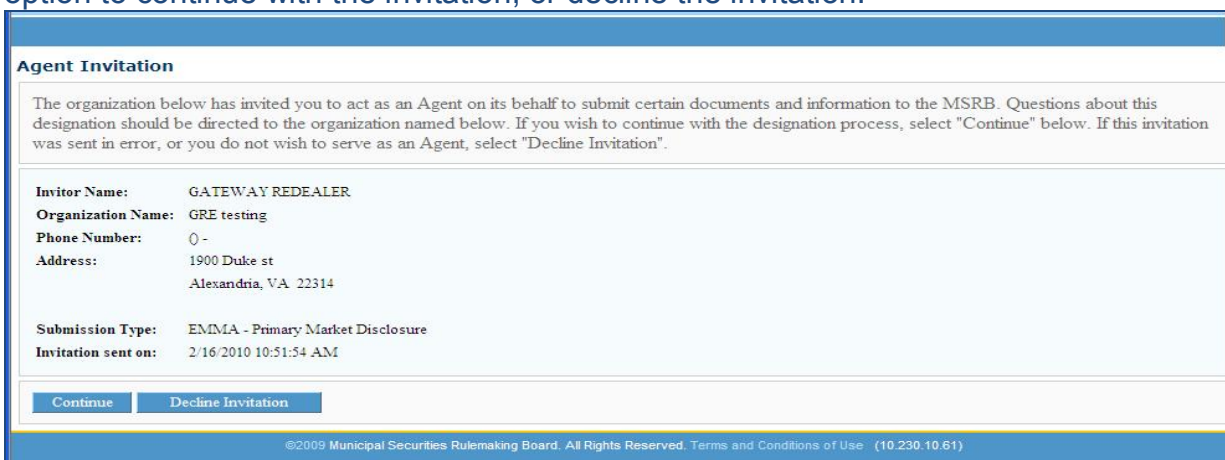 option to continue with the invitation, or decline the invitation.
Agent Invitation
The organization below has invited you to act as an Agent on its behalf to submit certain documents and information to the MSRB. Questions about this
designation should be directed to the organization named below. If you wish to continue with the designation process, select "Continue" below. If this invitation
was sent in error, or you do not wish to serve as an Agent, select "Decline Invitation".
Invitor Name: GATEWAY REDEALER
Organization Name: GRE testing
Phone Number: () -
Address: 1900 Duke st
Alexandria, VA 22314
Submission Type: EMMA - Primary Market Disclosure
Invitation sent on: 2/16/2010 10:51:54 AM
Continue Decline Invitation
©2009 Municipal Securities Rulemaking Board. All Rights Reserved. Terms and Conditions of Use (10.230.10.61)